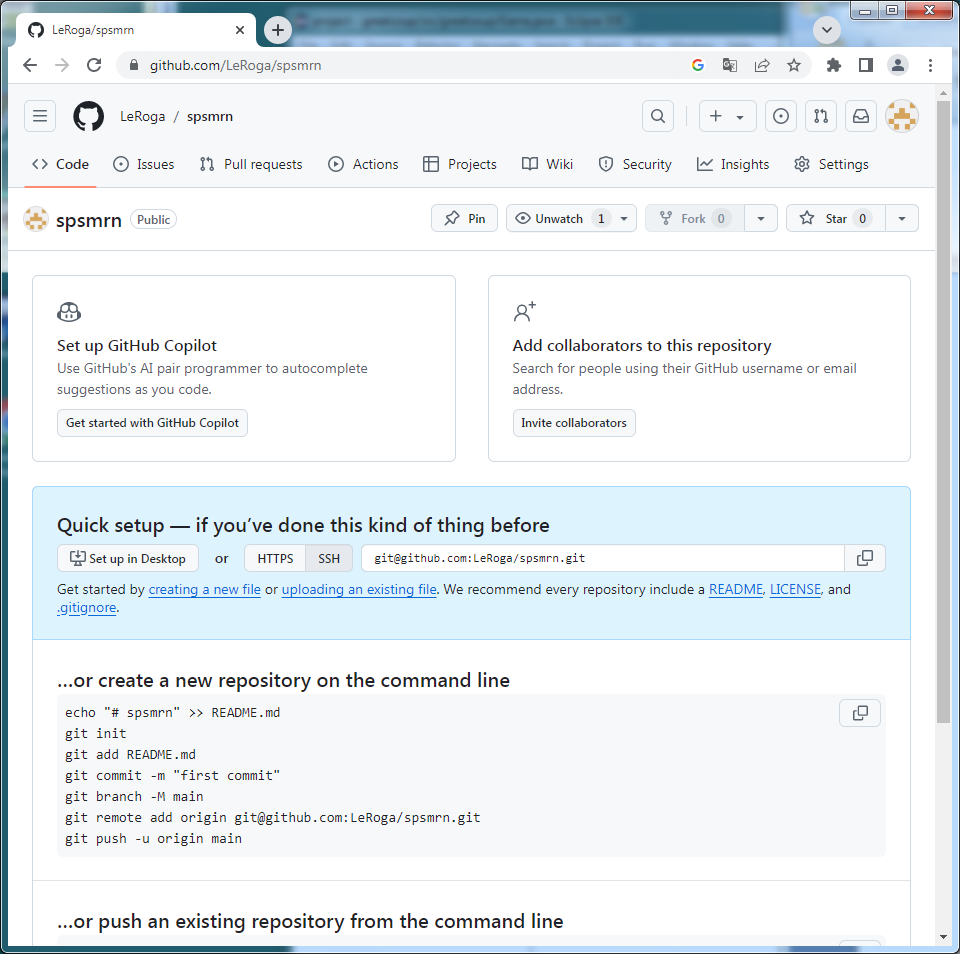 LeRoga/spsmrn
github.com/LeRoga/spsmrn
LeRoga / spsmrn
Code Issues Pull requests Actions Projects Wiki Security Insights Settings
spsmrn Public Pin Unwatch 1 Fork 0 Star 0
Set up GitHub Copilot
Use GitHub's AI pair programmer to autocomplete
suggestions as you code.
Get started with GitHub Copilot
Add collaborators to this repository
Search for people using their GitHub username or email
address.
Invite collaborators
Quick setup — if you’ve done this kind of thing before
Set up in Desktop or HTTPS SSH git@github.com:LeRoga/spsmrn.git
Get started by creating a new file or uploading an existing file. We recommend every repository include a README, LICENSE, and
.gitignore.
…or create a new repository on the command line
echo "# spsmrn" >> README.md
git init
git add README.md
git commit -m "first commit"
git branch -M main
git remote add origin git@github.com:LeRoga/spsmrn.git
git push -u origin main
…or push an existing repository from the command line